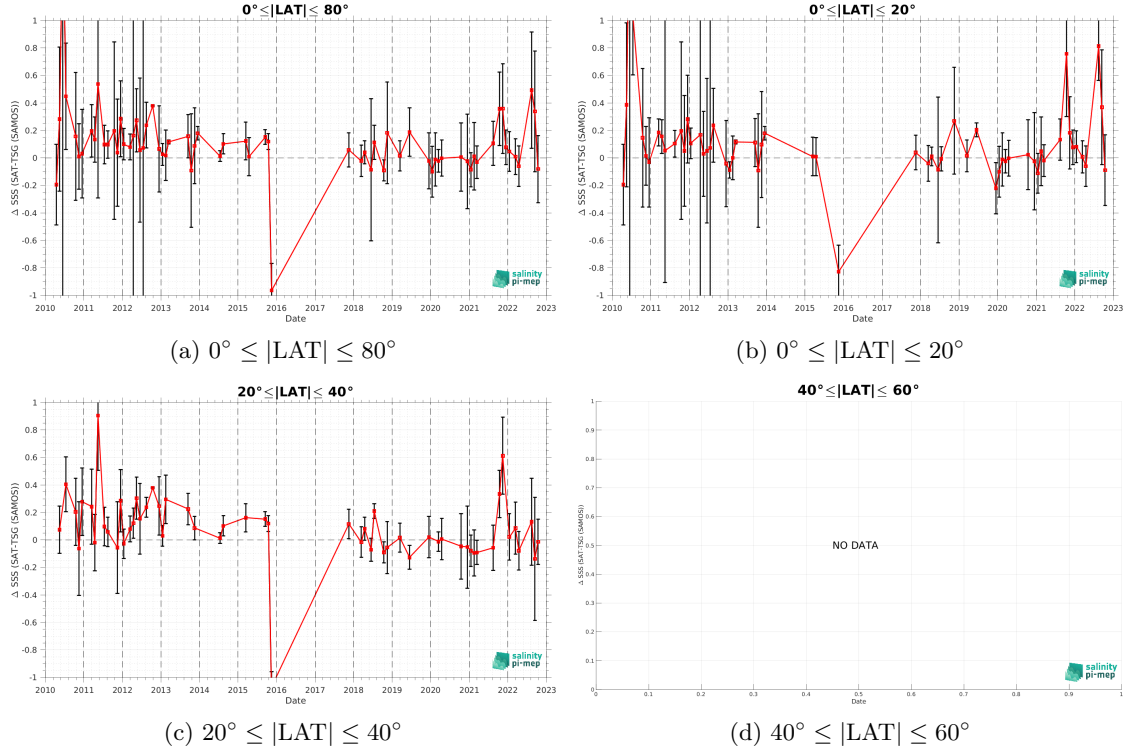 0°≤|LAT|≤ 80°
Δ SSS (SAT-TSG (SAMOS))
1
0.8
0.6
0.4
0.2
0
-0.2
-0.4
-0.6
-0.8
-1
2010 2011 2012 2013 2014 2015 2016 2017 2018 2019 2020 2021 2022 2023
Date
salinity
pi-mep
(a) 0° ≤ |LAT| ≤ 80°
0°≤|LAT|≤ 20°
Δ SSS (SAT-TSG (SAMOS))
1
0.8
0.6
0.4
0.2
0
-0.2
-0.4
-0.6
-0.8
-1
2010 2011 2012 2013 2014 2015 2016 2017 2018 2019 2020 2021 2022 2023
Date
salinity
pi-mep
(b) 0° ≤ |LAT| ≤ 20°
20°≤|LAT|≤ 40°
Δ SSS (SAT-TSG (SAMOS))
1
0.8
0.6
0.4
0.2
0
-0.2
-0.4
-0.6
-0.8
-1
2010 2011 2012 2013 2014 2015 2016 2017 2018 2019 2020 2021 2022 2023
Date
salinity
pi-mep
(c) 20° ≤ |LAT| ≤ 40°
40°≤|LAT|≤ 60°
Δ SSS (SAT-TSG (SAMOS))
1
0.9
0.8
0.7
0.6
0.5
0.4
0.3
0.2
0.1
0
NO DATA
0 0.1 0.2 0.3 0.4 0.5 0.6 0.7 0.8 0.9 1
Date
salinity
pi-mep
(d) 40° ≤ |LAT| ≤ 60°